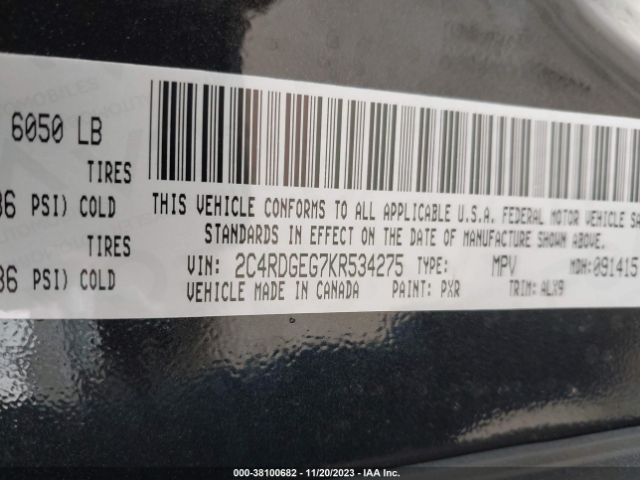 6050 LB
TIRES
36 PSI) COLD
TIRES
36 PSI) COLD
THIS VEHICLE CONFORMS TO ALL APPLICABLE U.S.A. FEDERAL MOTOR VEHICLE SA
STANDARDS IN EFFECT ON THE DATE OF MANUFACTURE SHOWN ABOVE.
VIN: 2C4RDGEG7KR534275 TYPE: MPV MDH:091415
VEHICLE MADE IN CANADA PAINT: PXR TRIM: ALX9
000-38100682 — 11/20/2023 — IAA Inc.